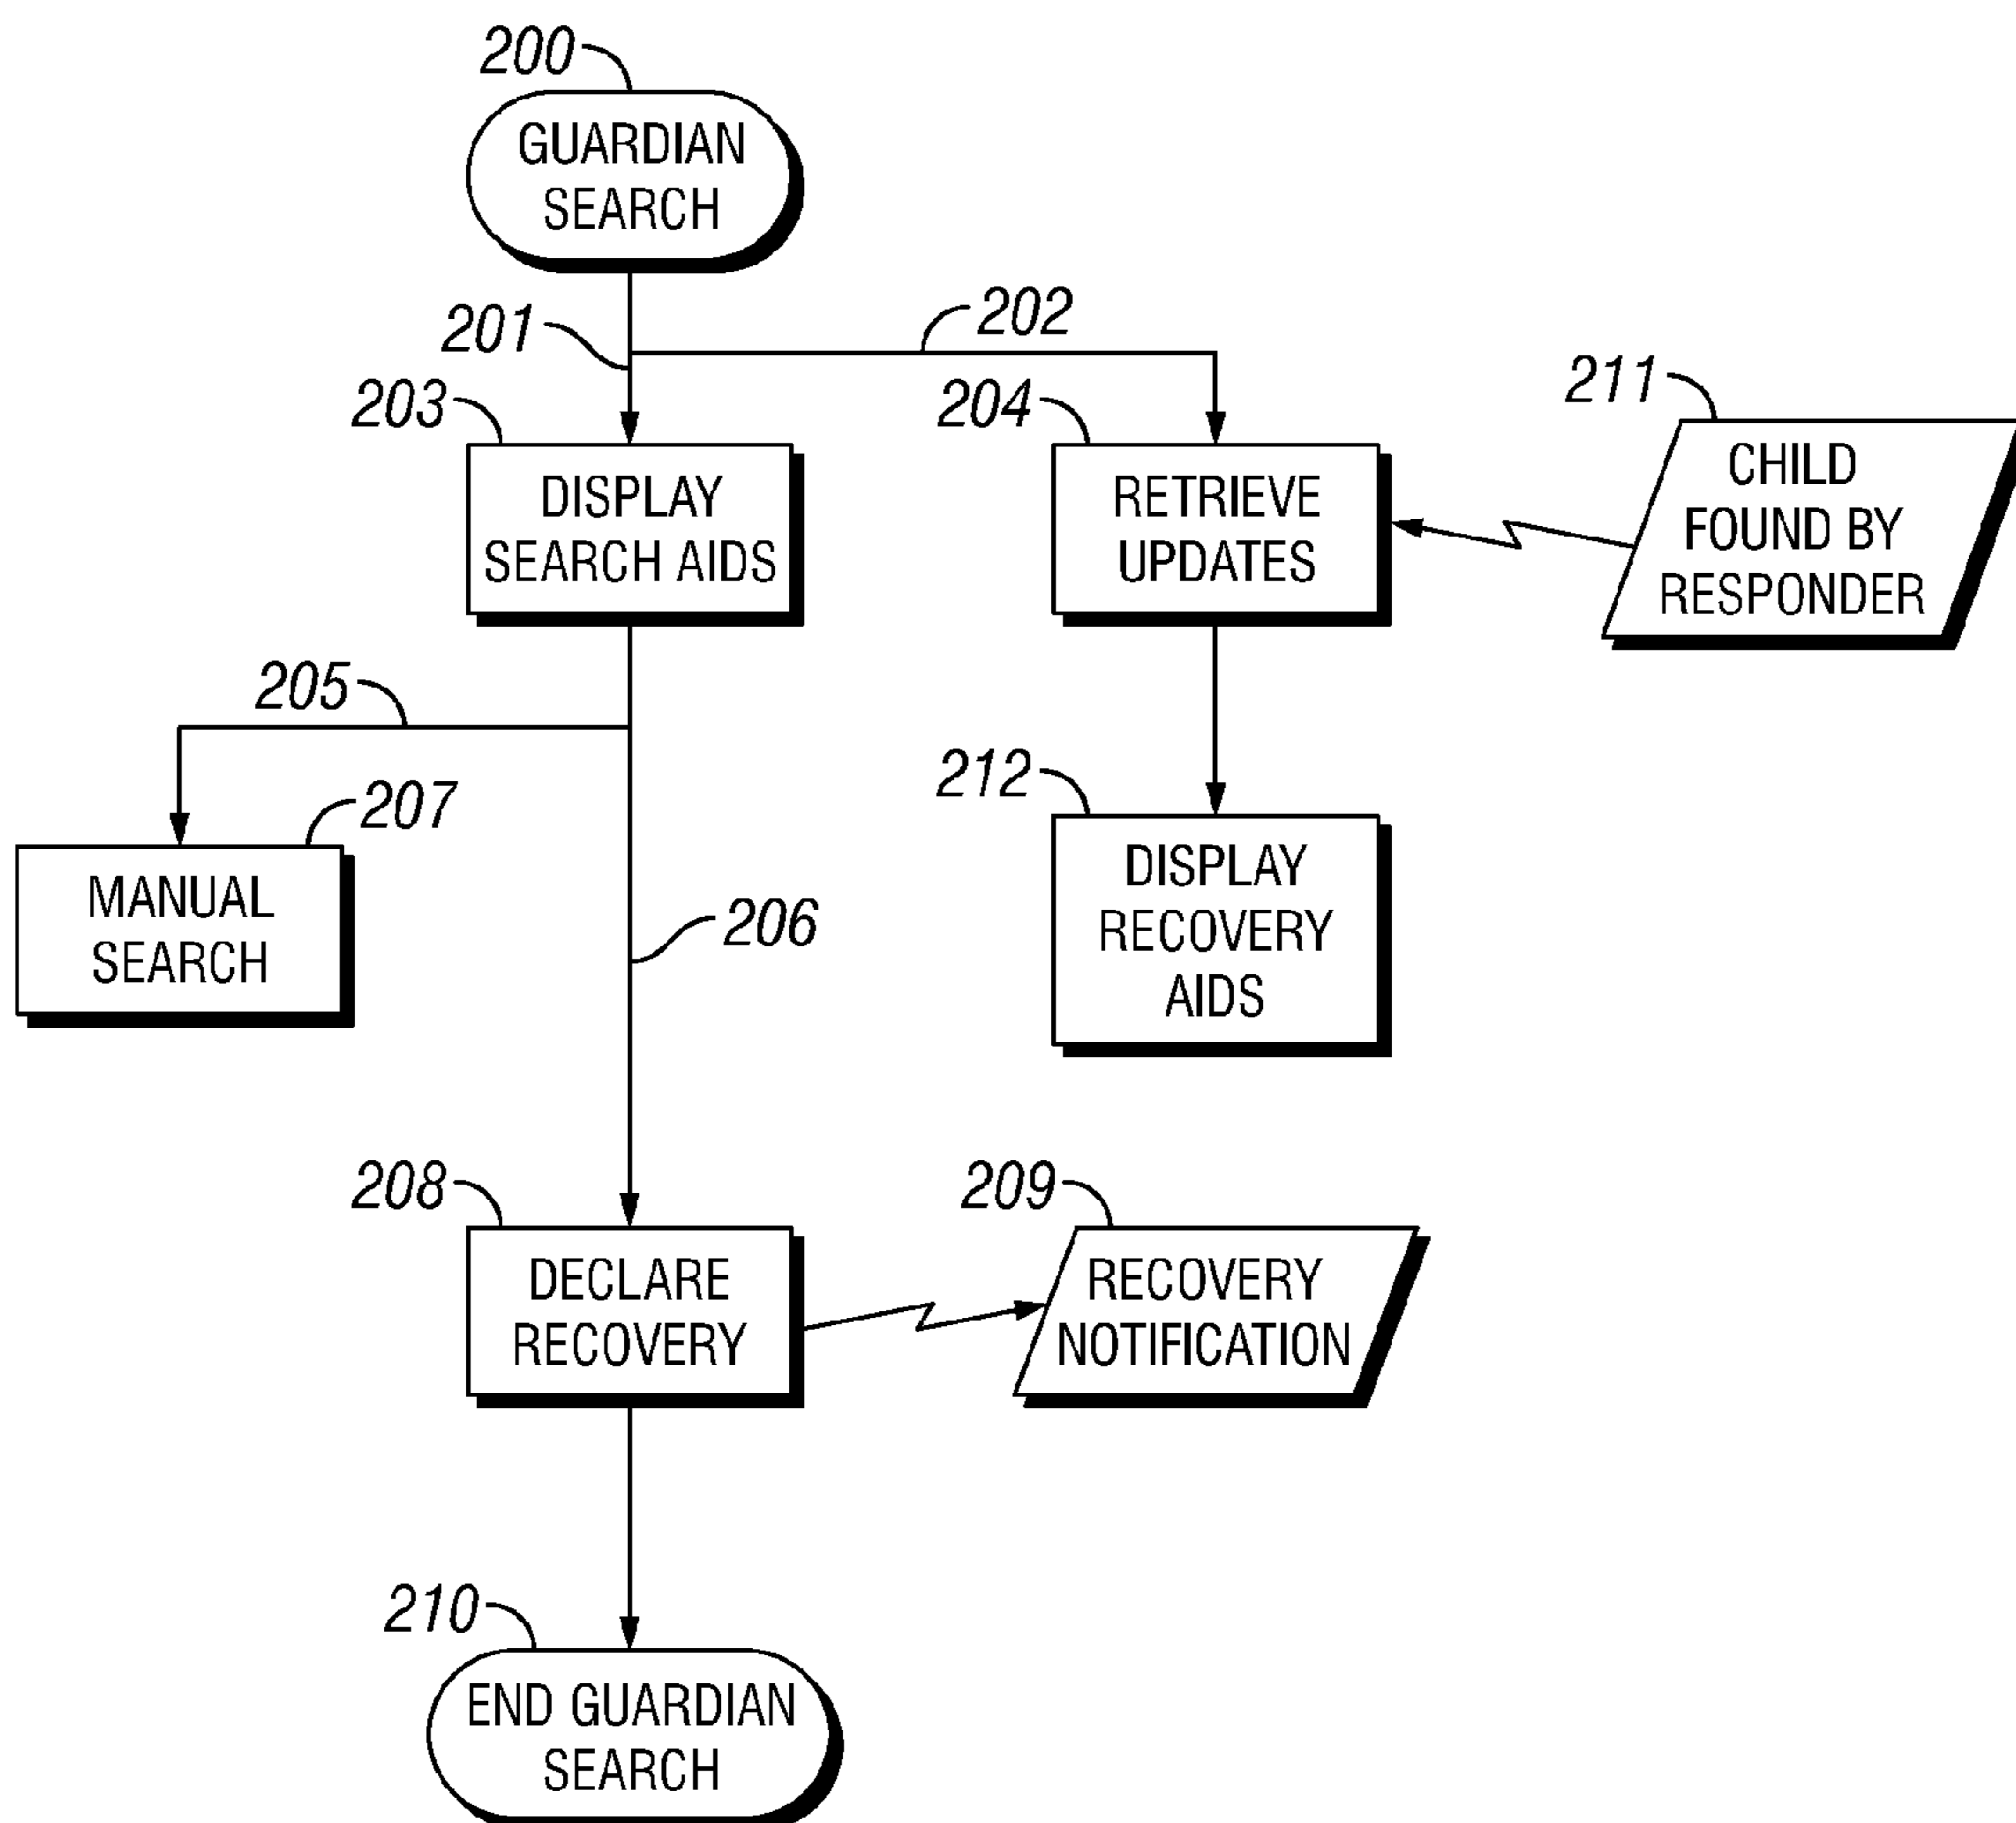 200
GUARDIAN
SEARCH
201
202
203
DISPLAY
SEARCH AIDS
204
RETRIEVE
UPDATES
211
CHILD
FOUND BY
RESPONDER
205
207
MANUAL
SEARCH
206
212
DISPLAY
RECOVERY
AIDS
208
DECLARE
RECOVERY
209
RECOVERY
NOTIFICATION
210
END GUARDIAN
SEARCH